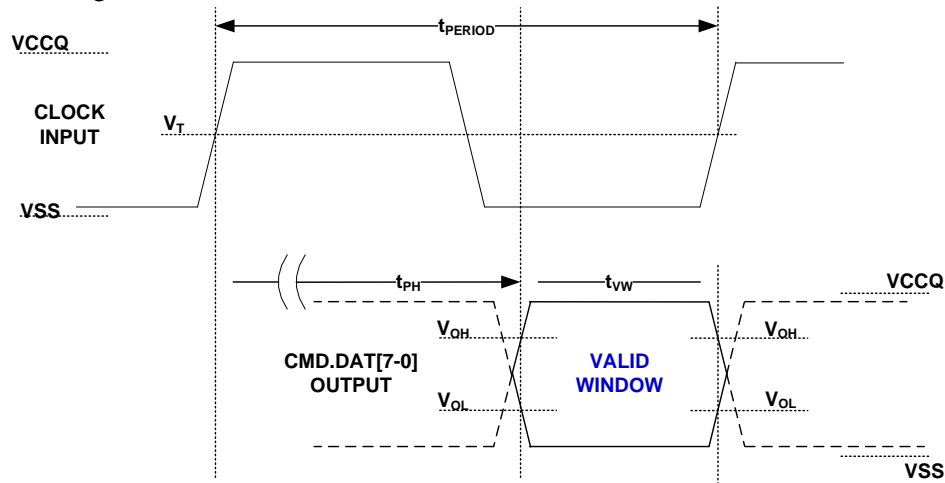 tPERIOD
VCCQ
CLOCK
INPUT
VT
VSS
tPH
tVW
VCCQ
VOH
VOH
CMD.DAT[7-0]
OUTPUT
VALID
WINDOW
VOL
VOL
VSS